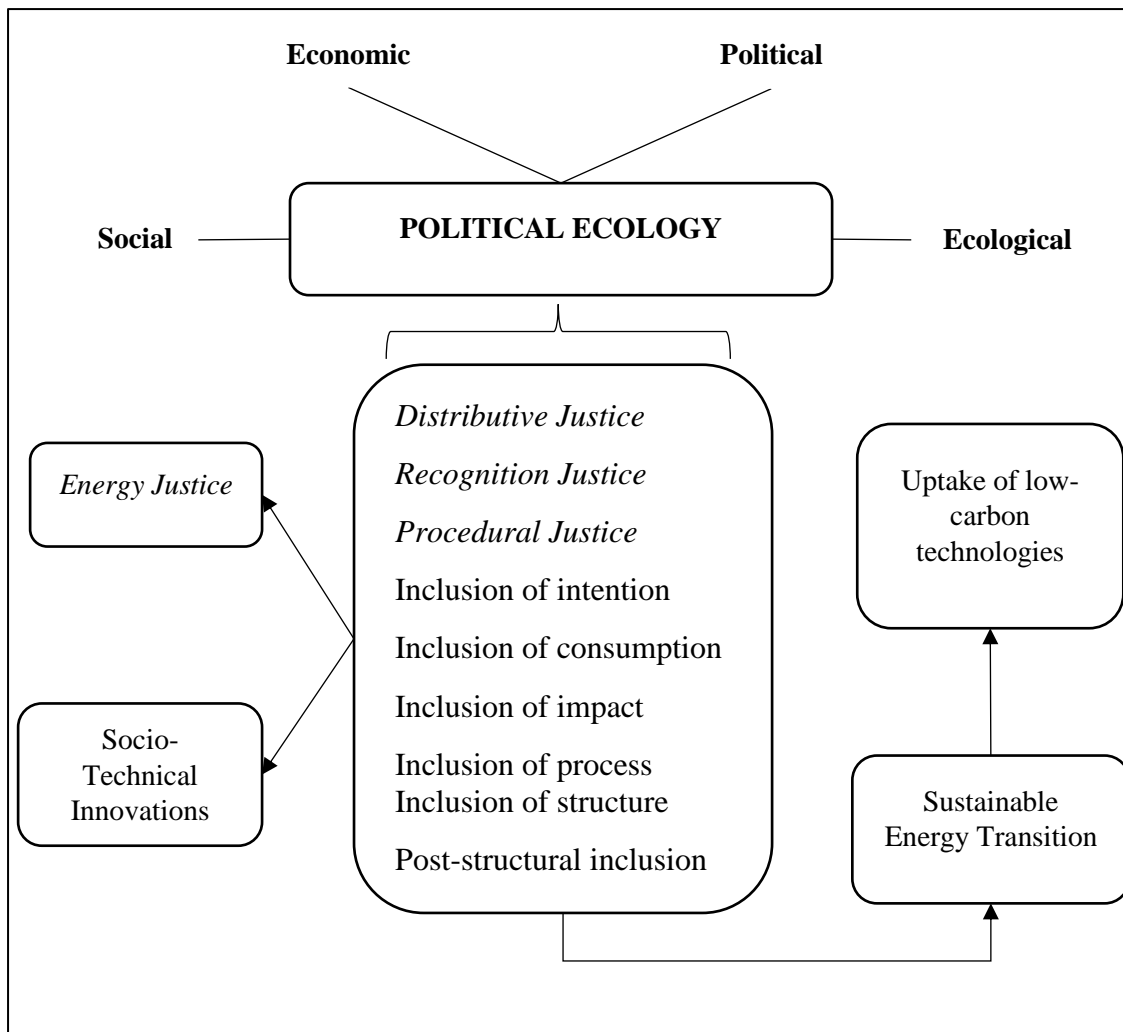 Economic
Political
Social
POLITICAL ECOLOGY
Ecological
Distributive Justice
Recognition Justice
Procedural Justice
Inclusion of intention
Inclusion of consumption
Inclusion of impact
Inclusion of process
Inclusion of structure
Post-structural inclusion
Energy Justice
Socio-
Technical
Innovations
Uptake of low-
carbon
technologies
Sustainable
Energy Transition